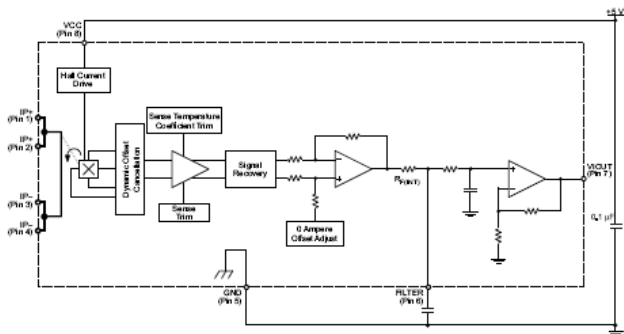 +5 V
VCC
(Pin 8)
Hall Current
Drive
IP+
(Pin 1)
IP+
(Pin 2)
IP−
(Pin 3)
IP−
(Pin 4)
Dynamic Offset
Cancellation
Sense Temperature
Coefficient Trim
Sense
Trim
Signal
Recovery
0 Ampere
Offset Adjust
RF(INT)
VIOUT
(Pin 7)
0.1 µF
GND
(Pin 5)
FILTER
(Pin 6)